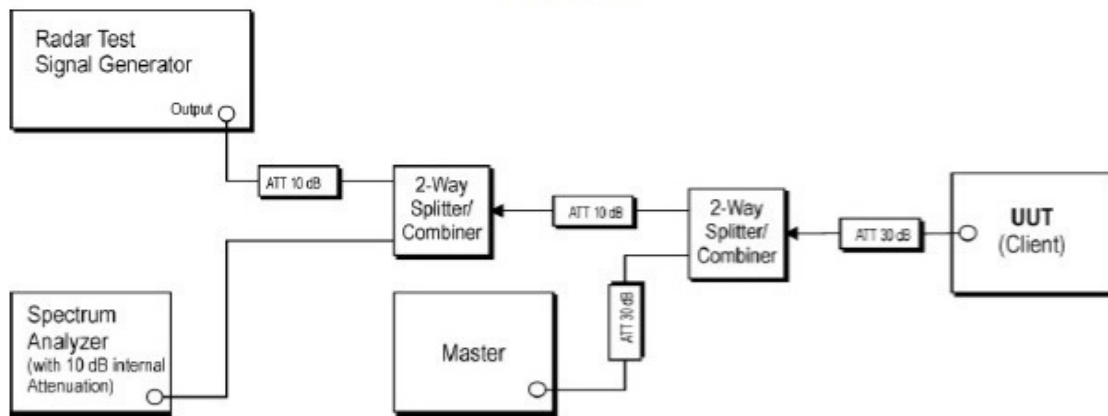 Radar Test
Signal Generator
Output
ATT 10 dB
2-Way
Splitter/
Combiner
ATT 10 dB
2-Way
Splitter/
Combiner
ATT 30 dB
UUT
(Client)
Spectrum
Analyzer
(with 10 dB internal
Attenuation)
Master
ATT 30 dB